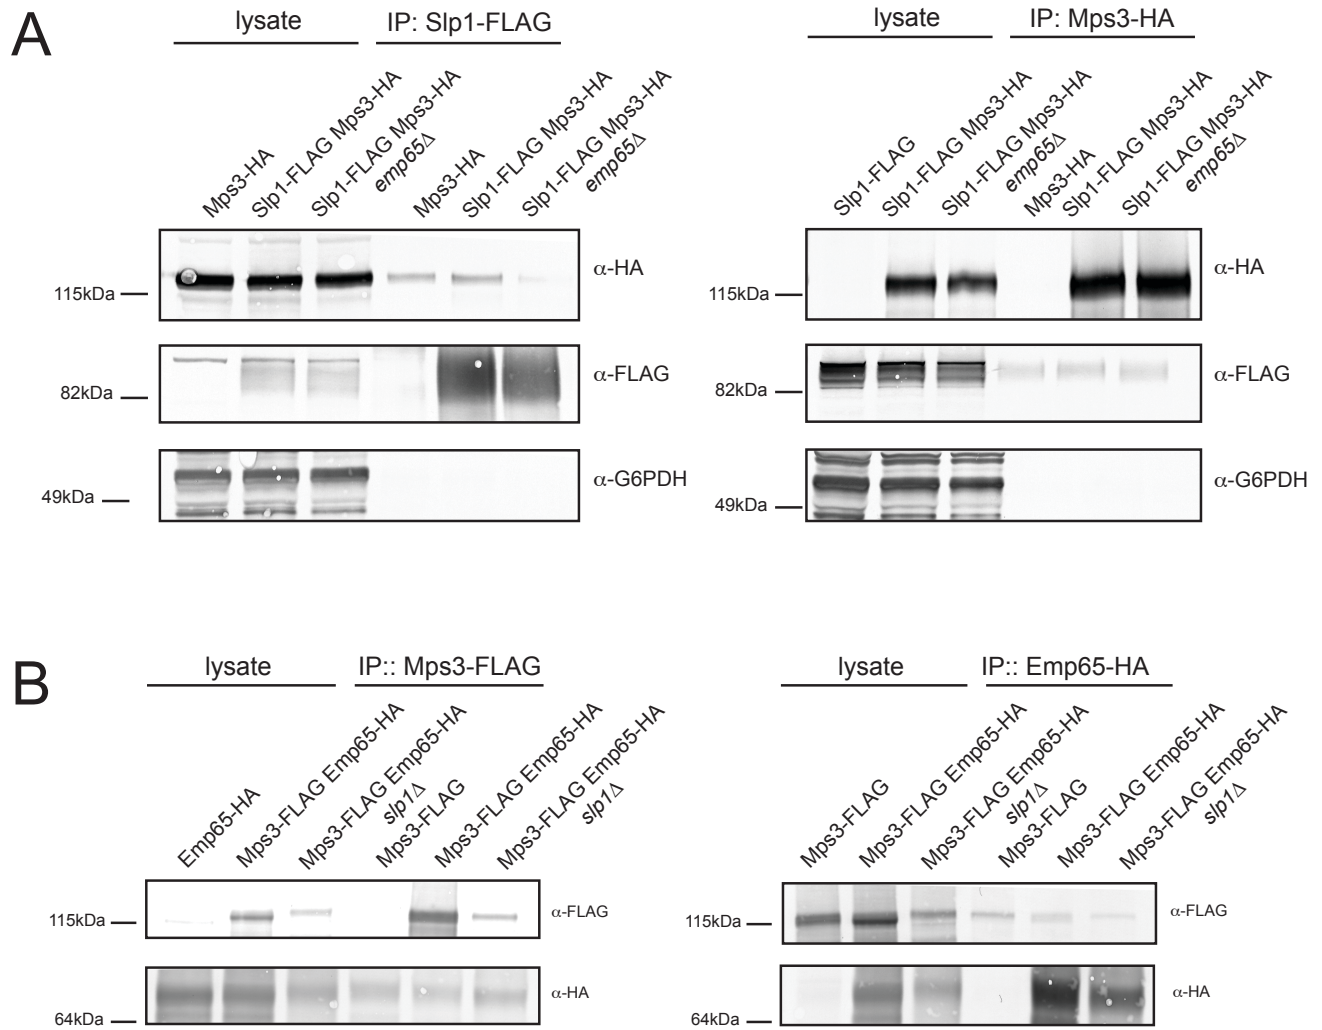 A
lysate
IP: Slp1-FLAG
Mps3-HA
Slp1-FLAG Mps3-HA
Slp1-FLAG Mps3-HA
emp65Δ
Mps3-HA
Slp1-FLAG Mps3-HA
Slp1-FLAG Mps3-HA
emp65Δ
115kDa
α-HA
82kDa
α-FLAG
49kDa
α-G6PDH
lysate
IP: Mps3-HA
Slp1-FLAG
Slp1-FLAG Mps3-HA
Slp1-FLAG Mps3-HA
emp65Δ
Mps3-HA
Slp1-FLAG Mps3-HA
Slp1-FLAG Mps3-HA
emp65Δ
115kDa
α-HA
82kDa
α-FLAG
49kDa
α-G6PDH
B
lysate
IP:: Mps3-FLAG
Emp65-HA
Mps3-FLAG Emp65-HA
Mps3-FLAG Emp65-HA
slp1Δ
Mps3-FLAG
Mps3-FLAG Emp65-HA
Mps3-FLAG Emp65-HA
slp1Δ
115kDa
α-FLAG
64kDa
α-HA
lysate
IP:: Emp65-HA
Mps3-FLAG
Mps3-FLAG Emp65-HA
Mps3-FLAG Emp65-HA
slp1Δ
Mps3-FLAG
Mps3-FLAG Emp65-HA
Mps3-FLAG Emp65-HA
slp1Δ
115kDa
α-FLAG
64kDa
α-HA